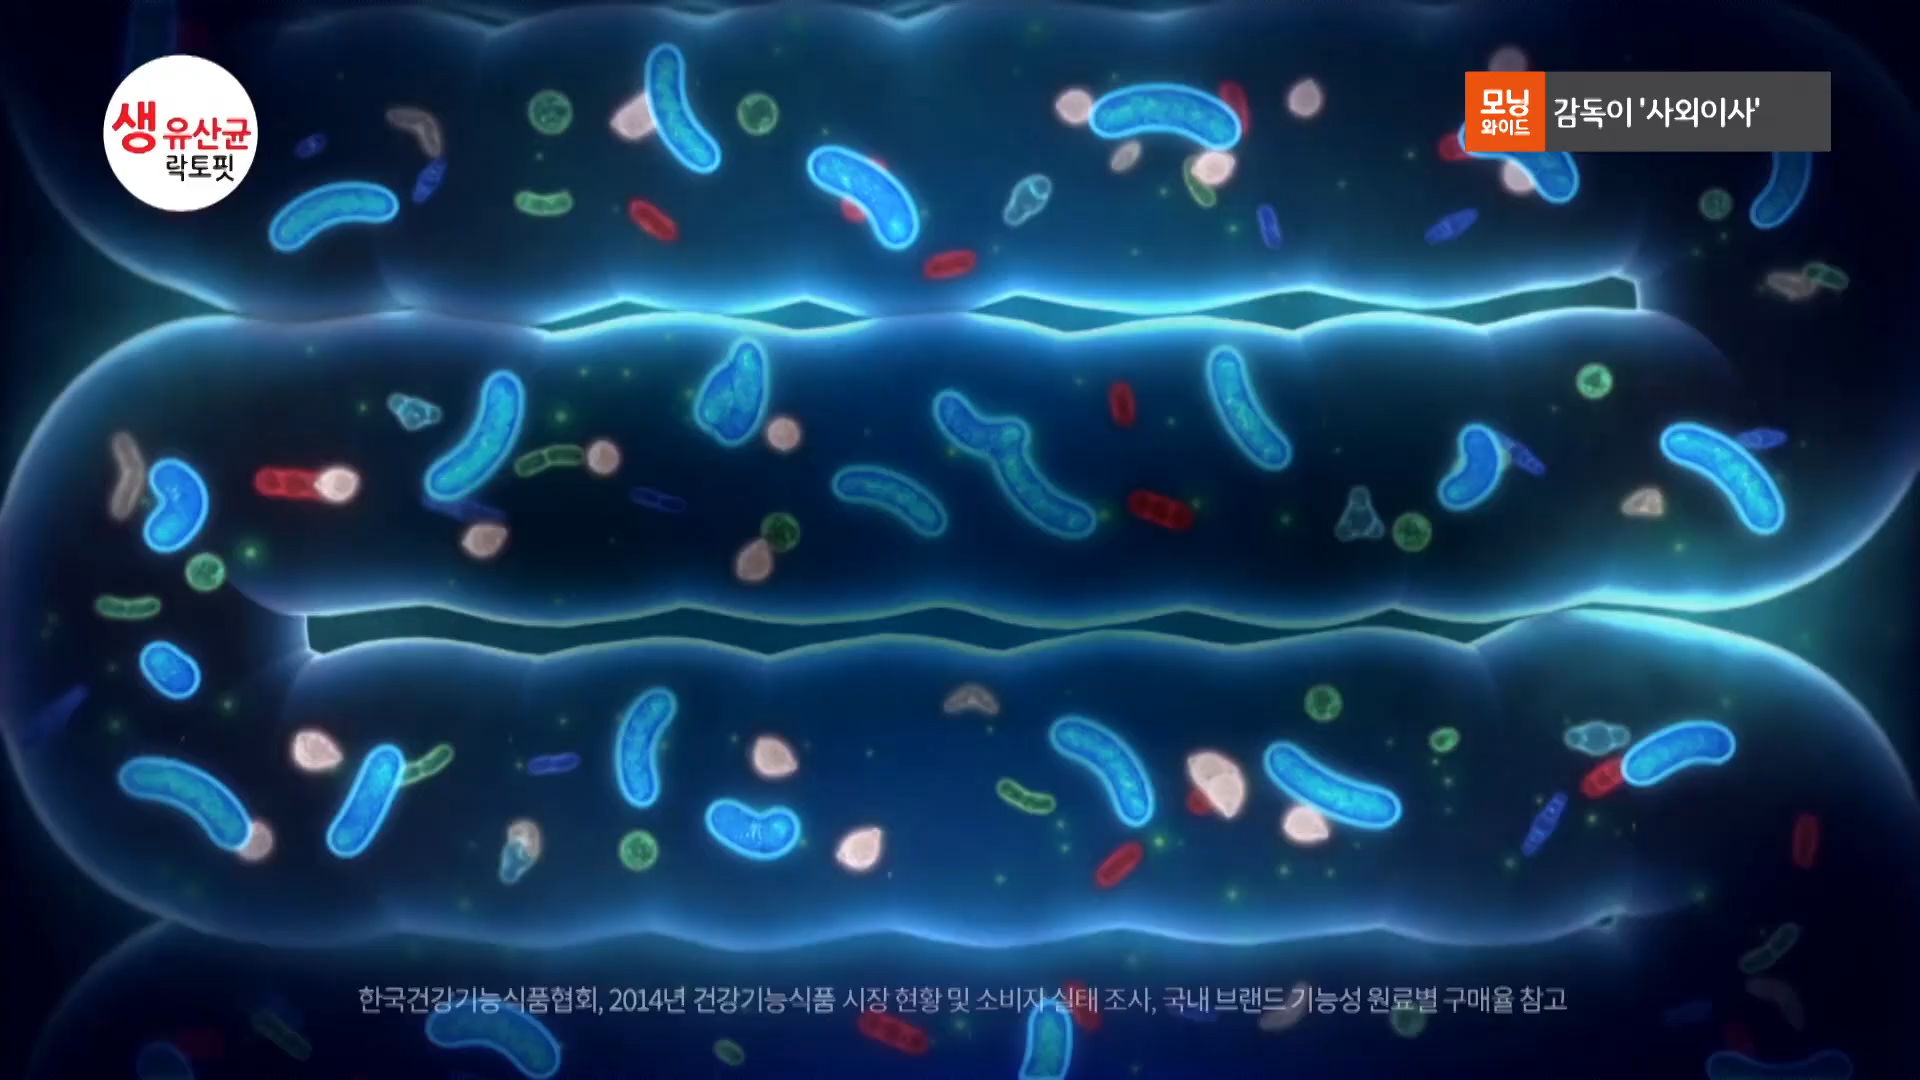 생유산균
락토핏
모닝
와이드
감독이 '사외이사'
한국건강기능식품협회, 2014년 건강기능식품 시장 현황 및 소비자 실태 조사, 국내 브랜드 기능성 원료별 구매율 참고